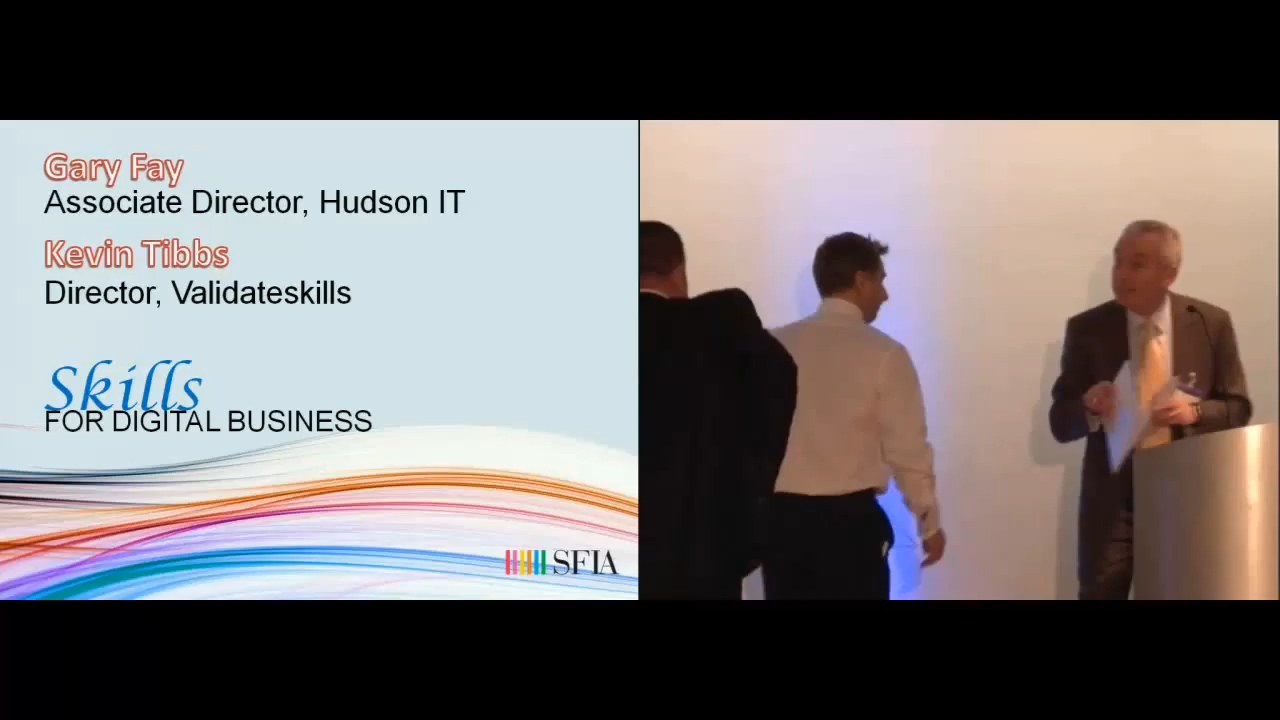 Gary Fay
Associate Director, Hudson IT
Kevin Tibbs
Director, Validateskills
Skills
FOR DIGITAL BUSINESS
SFIA